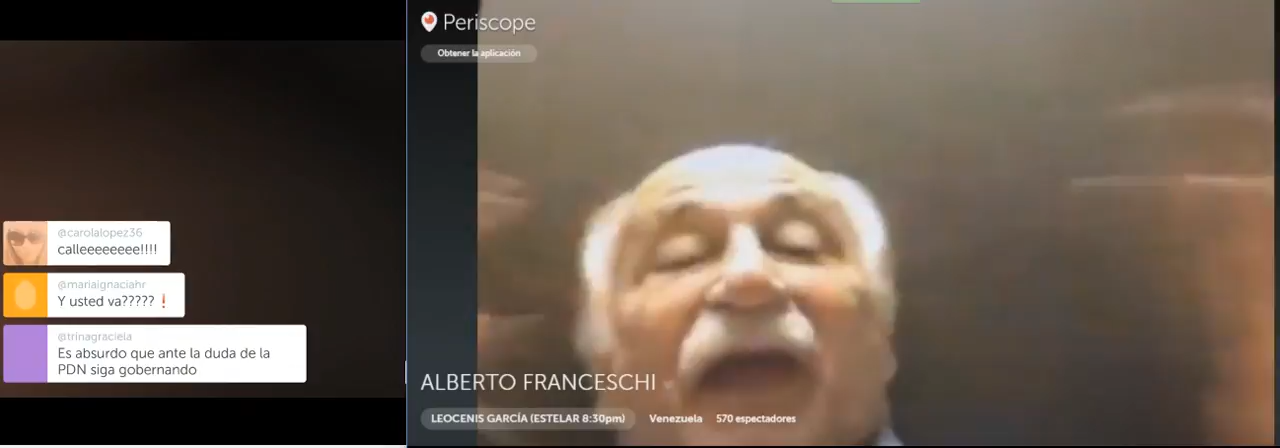 @carolalopez36
calleeeeeeee!!!!
@mariaignaciahr
Y usted va?????❗
@trinagraciela
Es absurdo que ante la duda de la
PDN siga gobernando
Periscope
Obtener la aplicación
ALBERTO FRANCESCHI
LEOCENIS GARCÍA (ESTELAR 8:30pm) Venezuela 570 espectadores